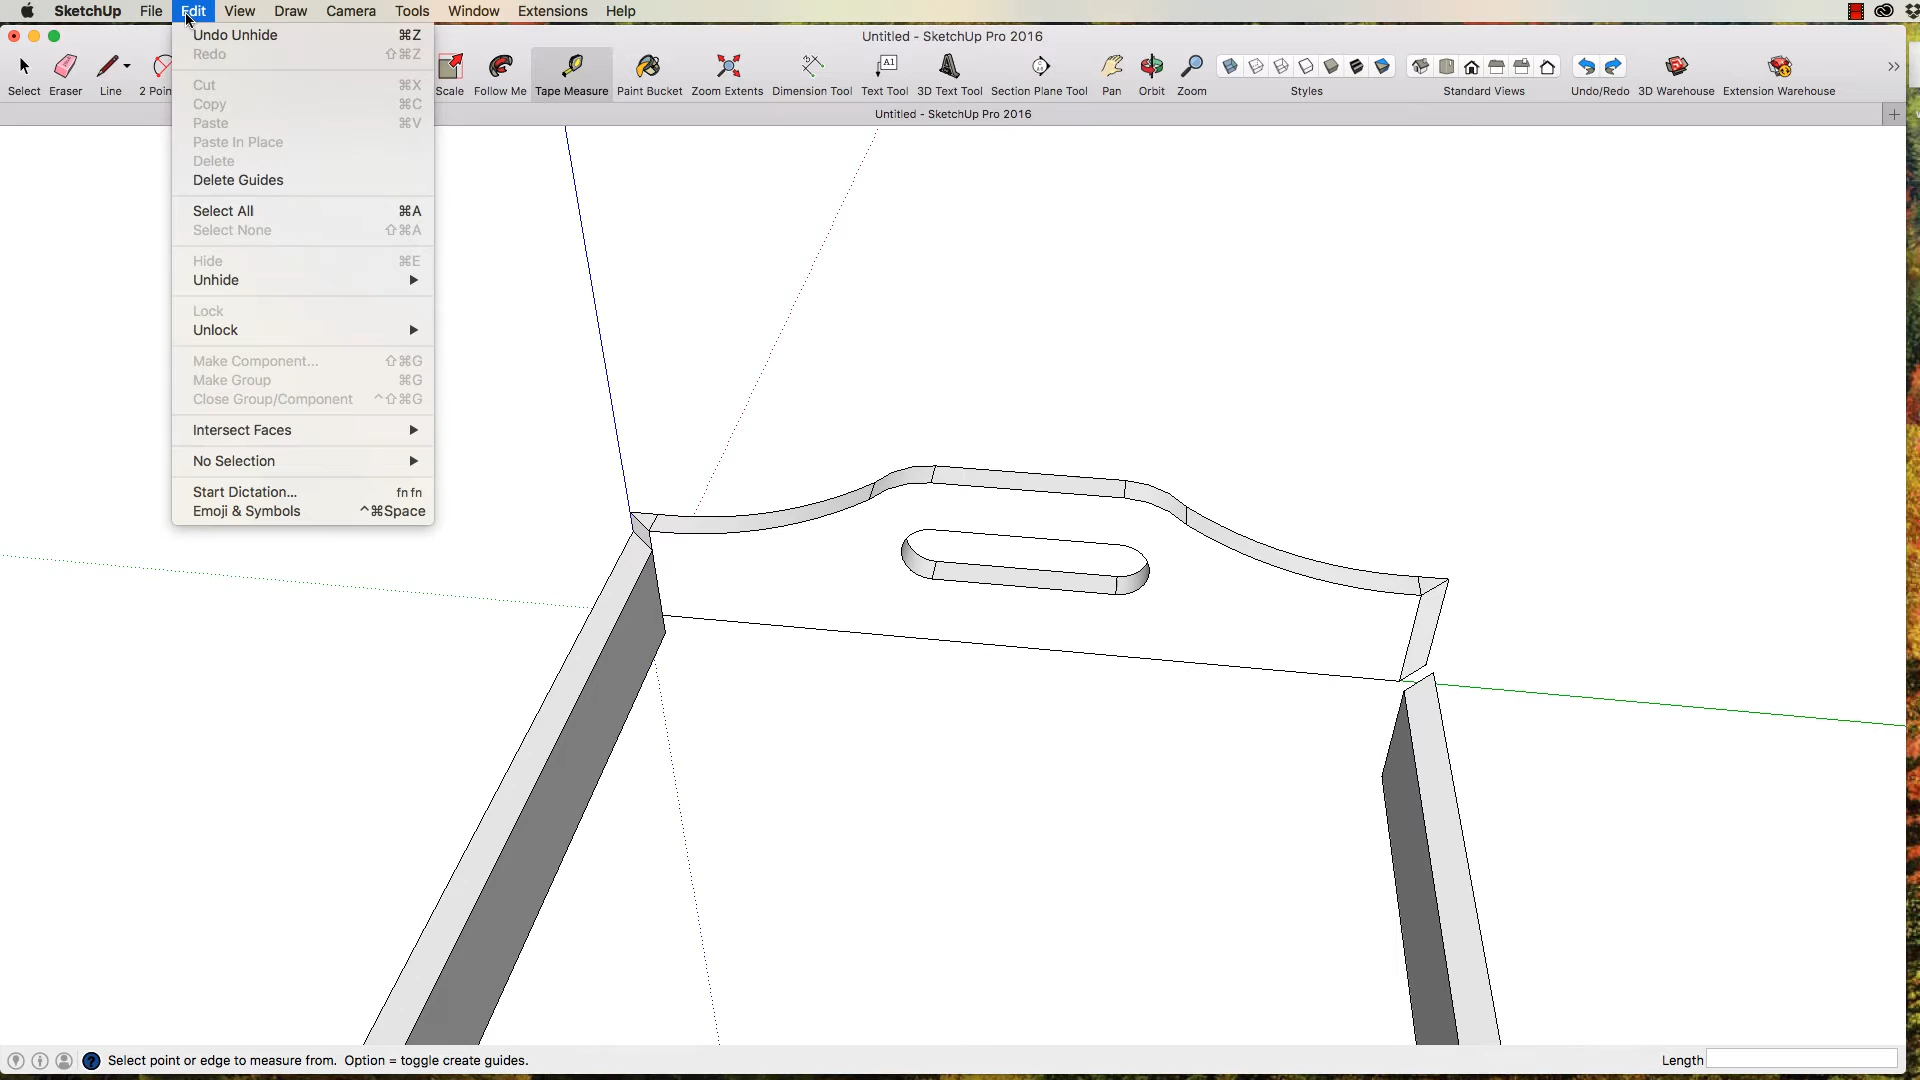 SketchUp File Edit View Draw Camera Tools Window Extensions Help
Untitled - SketchUp Pro 2016
Select Eraser Line 2 Poin Scale Follow Me Tape Measure Paint Bucket Zoom Extents Dimension Tool Text Tool 3D Text Tool Section Plane Tool Pan Orbit Zoom Styles Standard Views Undo/Redo 3D Warehouse Extension Warehouse
Untitled - SketchUp Pro 2016
Undo Unhide ⌘Z
Redo ⇧⌘Z
Cut ⌘X
Copy ⌘C
Paste ⌘V
Paste In Place
Delete
Delete Guides
Select All ⌘A
Select None ⇧⌘A
Hide ⌘E
Unhide
Lock
Unlock
Make Component... ⇧⌘G
Make Group ⌘G
Close Group/Component ^⇧⌘G
Intersect Faces
No Selection
Start Dictation... fn fn
Emoji & Symbols ^⌘Space
Select point or edge to measure from. Option = toggle create guides.
Length